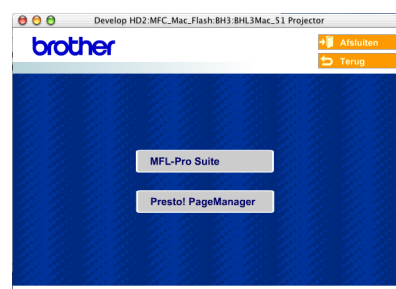 Develop HD2:MFC_Mac_Flash:BH3:BHL3Mac_51 Projector
brother
Afsluiten
Terug
MFL-Pro Suite
Presto! PageManager